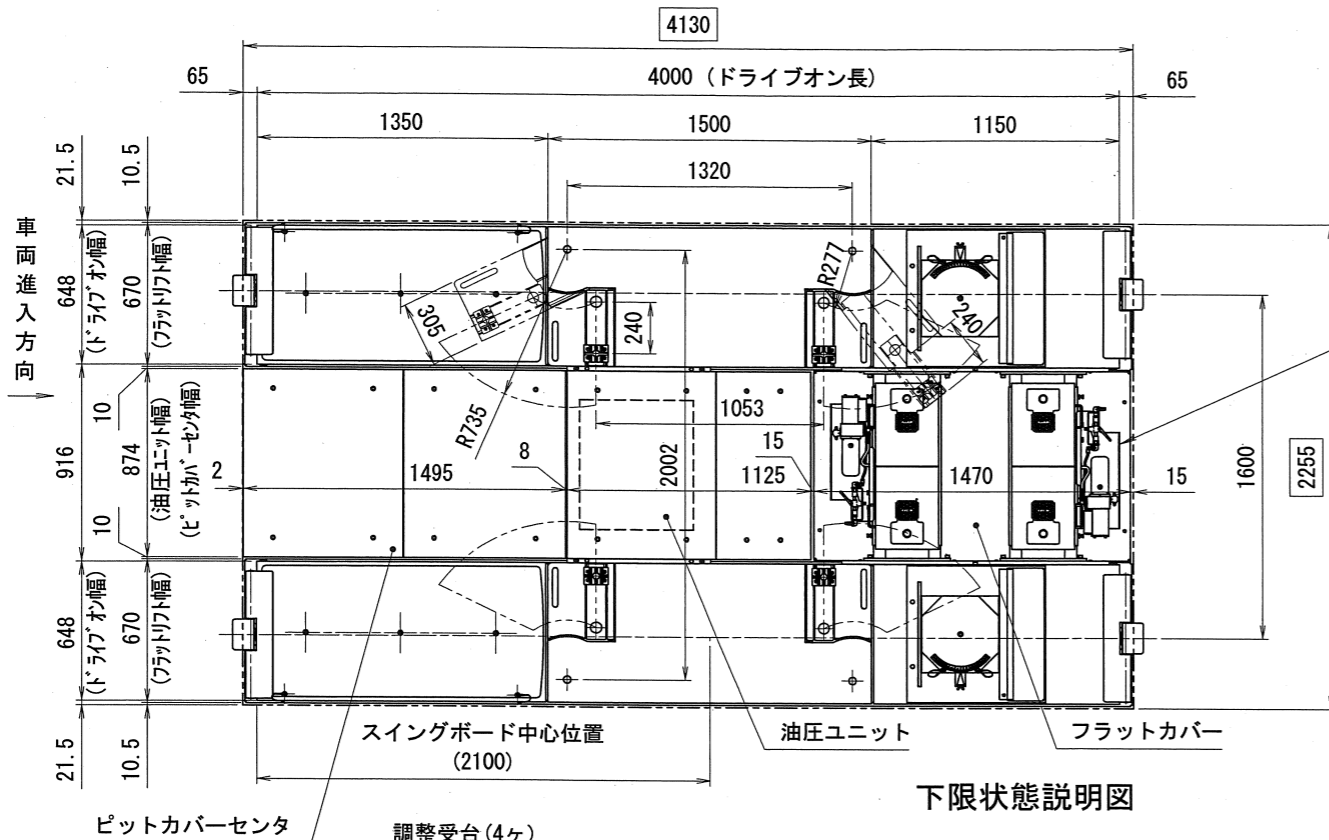 4130
65
4000 (ドライブオン長)
65
1350
1500
1150
1320
21.5
10.5
車両進入方向
648
(ドライブオン幅)
670
(フラットリフト幅)
305
240
R277
240
R735
1053
916
10
874
10
(油圧ユニット幅)
(ピットカバーセンタ幅)
2
1495
8
2002
15
1125
1470
15
1600
2255
648
(ドライブオン幅)
670
(フラットリフト幅)
21.5
10.5
スイングボード中心位置
(2100)
油圧ユニット
フラットカバー
下限状態説明図
ピットカバーセンタ
調整受台(4ヶ)